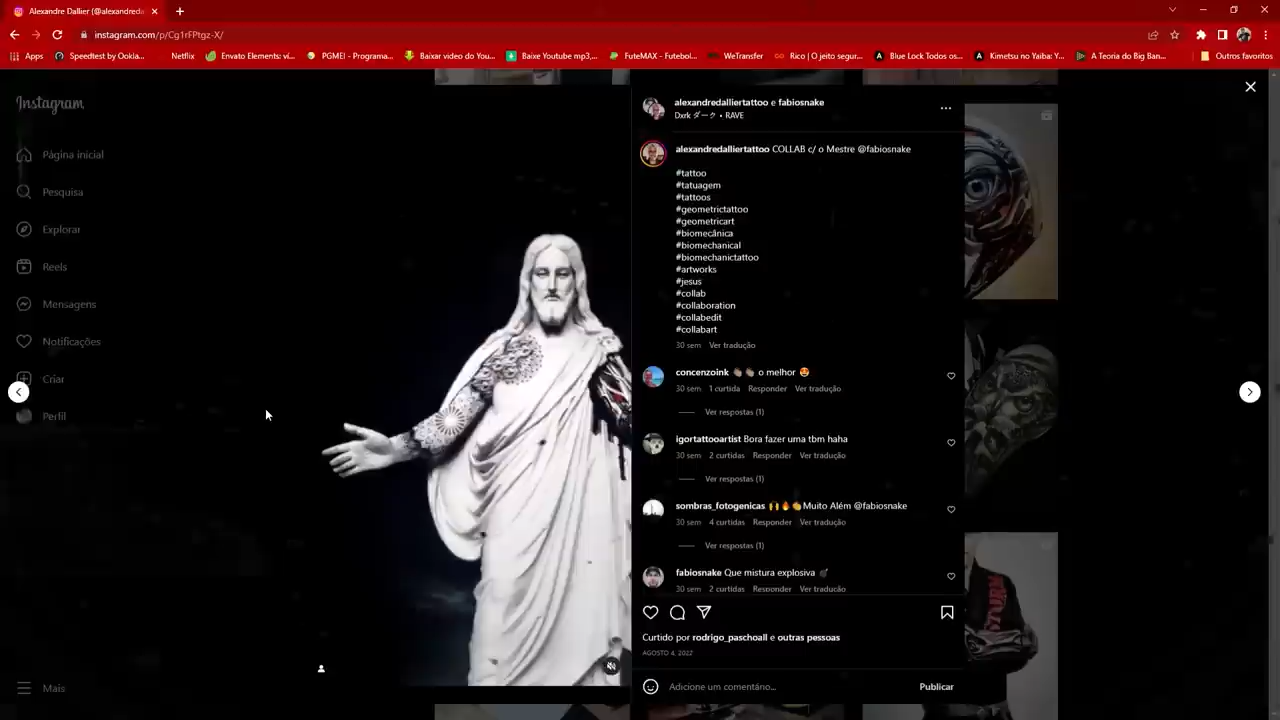 Alexandre Dallier (@alexandreda
instagram.com/p/Cg1rFPtgz-X/
Apps
Speedtest by Ookla...
Netflix
Envato Elements: ví...
PGMEI - Programa...
Baixar video do You...
Baixe Youtube mp3,...
FuteMAX - Futebol...
WeTransfer
Rico | O jeito segur...
Blue Lock Todos os...
Kimetsu no Yaiba: Y...
A Teoria do Big Ban...
Outros favoritos
Instagram
Página inicial
Pesquisa
Explorar
Reels
Mensagens
Notificações
Criar
Perfil
Mais
alexandredalliertattoo e fabiosnake
Dxrk ダーク • RAVE
alexandredalliertattoo COLLAB c/ o Mestre @fabiosnake
#tattoo
#tatuagem
#tattoos
#geometrictattoo
#geometricart
#biomecânica
#biomechanical
#biomechanictattoo
#artworks
#jesus
#collab
#collaboration
#collabedit
#collabart
30 sem Ver tradução
concenzoink 👏🏽👏🏽 o melhor 😍
30 sem 1 curtida Responder Ver tradução
Ver respostas (1)
igortattooartist Bora fazer uma tbm haha
30 sem 2 curtidas Responder Ver tradução
Ver respostas (1)
sombras_fotogenicas 🙌🔥👏Muito Além @fabiosnake
30 sem 4 curtidas Responder Ver tradução
Ver respostas (1)
fabiosnake Que mistura explosiva 💣
30 sem 2 curtidas Responder Ver tradução
Curtido por rodrigo_paschoall e outras pessoas
AGOSTO 4, 2022
Adicione um comentário...
Publicar